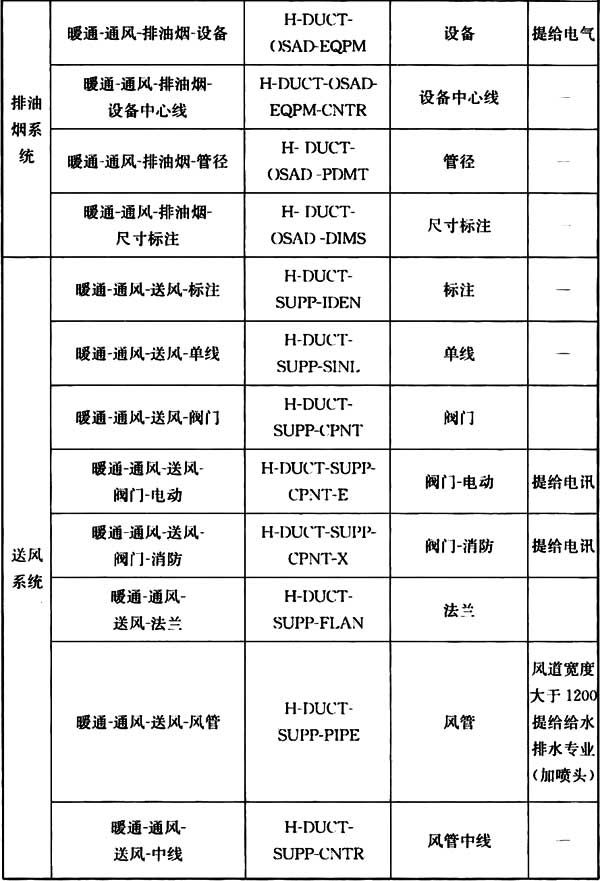 排油
烟系
统
暖通-通风-排油烟-设备
H-DUCT-
OSAD-EQPM
设备
提给电气
暖通-通风-排油烟-
设备中心线
H-DUCT-OSAD-
EQPM-CNTR
设备中心线
—
暖通-通风-排油烟-管径
H- DUCT-
OSAD -PDMT
管径
—
暖通-通风-排油烟-
尺寸标注
H- DUCT-
OSAD -DIMS
尺寸标注
—
送风
系统
暖通-通风-送风-标注
H-DUCT-
SUPP-IDEN
标注
—
暖通-通风-送风-单线
H-DUCT-
SUPP-SINL
单线
—
暖通-通风-送风-阀门
H-DUCT-
SUPP-CPNT
阀门
暖通-通风-送风-
阀门-电动
H-DUCT-SUPP-
CPNT-E
阀门-电动
提给电讯
暖通-通风-送风-
阀门-消防
H-DUCT-SUPP-
CPNT-X
阀门-消防
提给电讯
暖通-通风-
送风-法兰
H-DUCT-
SUPP-FLAN
法兰
暖通-通风-送风-风管
H-DUCT-
SUPP-PIPE
风管
风道宽度
大于1200
提给给水
排水专业
（加喷头）
暖通-通风-
送风-中线
H-DUCT-
SUPP-CNTR
风管中线
—